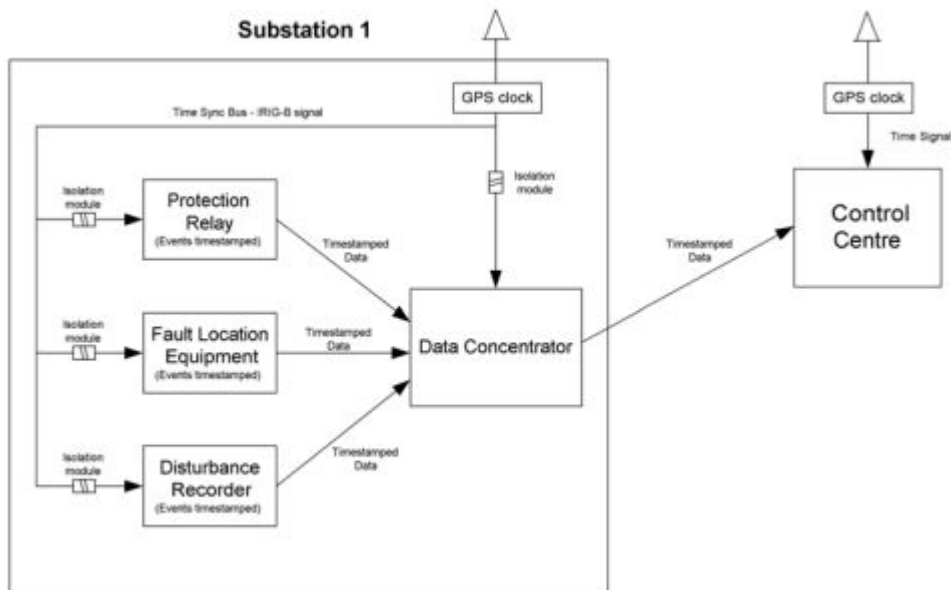 Substation 1
GPS clock
GPS clock
Time Sync Bus - IRIG-B signal
Time Signal
Isolation
module
Isolation
module
Protection
Relay
(Events timestamped)
Control
Centre
Timestamped
Data
Timestamped
Data
Isolation
module
Fault Location
Equipment
(Events timestamped)
Timestamped
Data
Data Concentrator
Isolation
module
Disturbance
Recorder
(Events timestamped)
Timestamped
Data